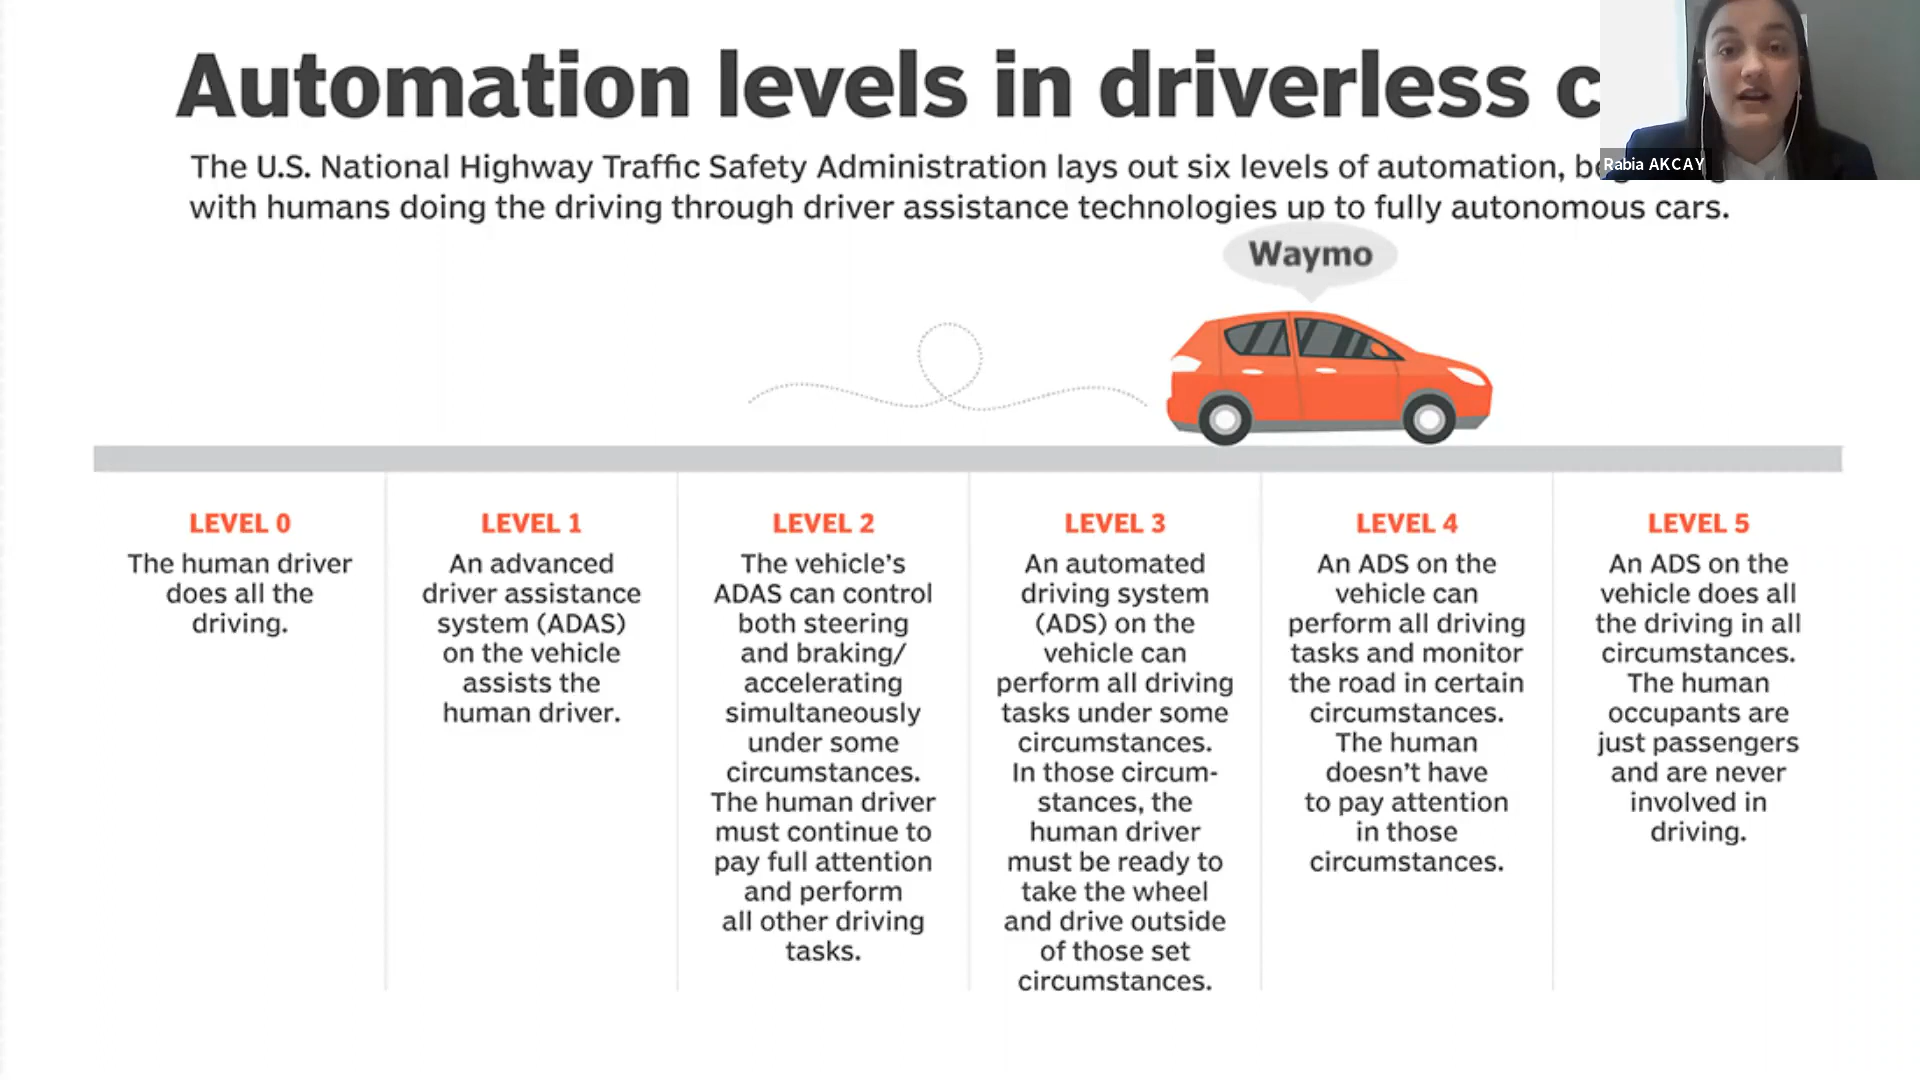 Automation levels in driverless
Rabia AKCAY
The U.S. National Highway Traffic Safety Administration lays out six levels of automation,
with humans doing the driving through driver assistance technologies up to fully autonomous cars.
Waymo
LEVEL 0
The human driver
does all the
driving.
LEVEL 1
An advanced
driver assistance
system (ADAS)
on the vehicle
assists the
human driver.
LEVEL 2
The vehicle’s
ADAS can control
both steering
and braking/
accelerating
simultaneously
under some
circumstances.
The human driver
must continue to
pay full attention
and perform
all other driving
tasks.
LEVEL 3
An automated
driving system
(ADS) on the
vehicle can
perform all driving
tasks under some
circumstances.
In those circum-
stances, the
human driver
must be ready to
take the wheel
and drive outside
of those set
circumstances.
LEVEL 4
An ADS on the
vehicle can
perform all driving
tasks and monitor
the road in certain
circumstances.
The human
doesn’t have
to pay attention
in those
circumstances.
LEVEL 5
An ADS on the
vehicle does all
the driving in all
circumstances.
The human
occupants are
just passengers
and are never
involved in
driving.